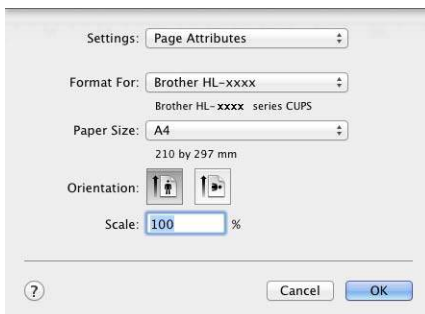 Settings: Page Attributes
Format For: Brother HL-xxxx
Brother HL-xxxx series CUPS
Paper Size: A4
210 by 297 mm
Orientation:
Scale: 100 %
? Cancel OK